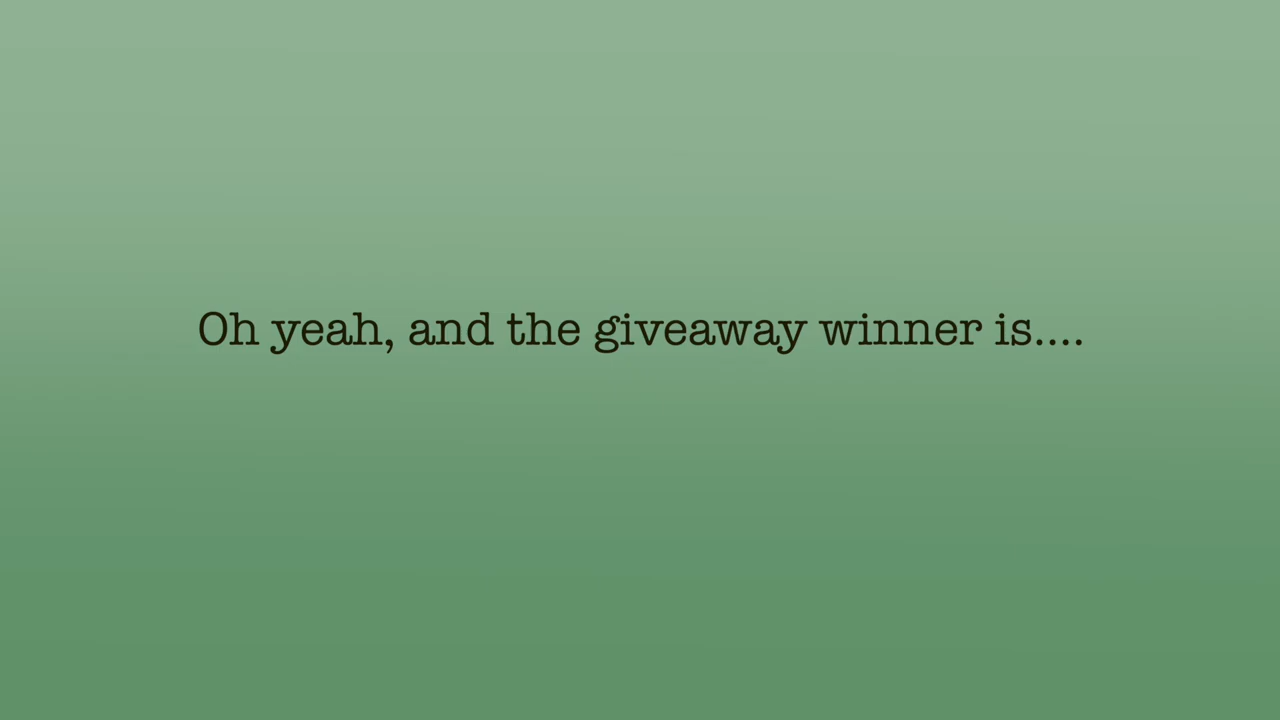 Oh yeah, and the giveaway winner is....